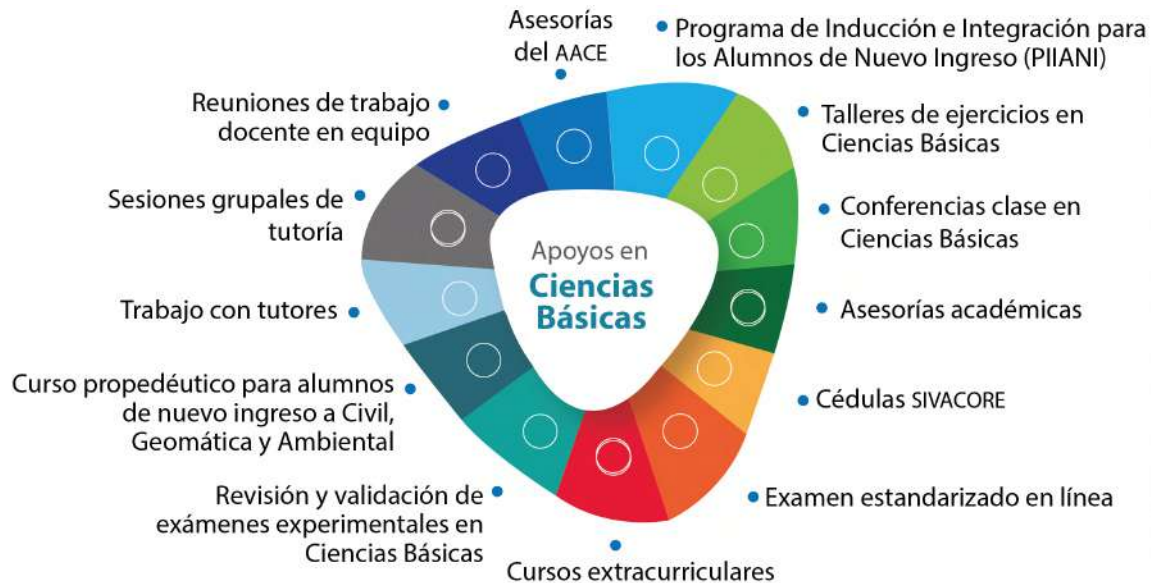 Asesorías
del AACE
Programa de Inducción e Integración para
los Alumnos de Nuevo Ingreso (PIIANI)
Talleres de ejercicios en
Ciencias Básicas
Conferencias clase en
Ciencias Básicas
Asesorías académicas
Cédulas SIVACORE
Examen estandarizado en línea
Cursos extracurriculares
Revisión y validación de
exámenes experimentales en
Ciencias Básicas
Curso propedéutico para alumnos
de nuevo ingreso a Civil,
Geomática y Ambiental
Trabajo con tutores
Sesiones grupales de
tutoría
Reuniones de trabajo
docente en equipo
Apoyos en
Ciencias
Básicas